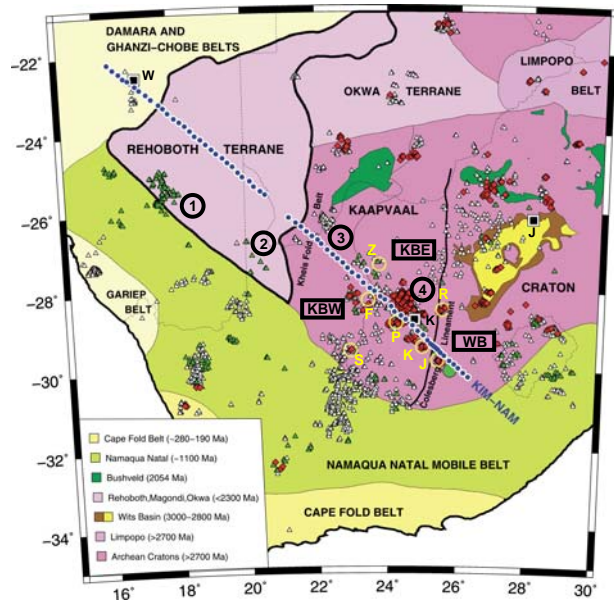 −22°
−24°
−26°
−28°
−30°
−32°
−34°
16°
18°
20°
22°
24°
26°
28°
30°
DAMARA AND
GHANZI-CHOBE BELTS
W
LIMPOPO
BELT
OKWA TERRANE
REHOBOTH
TERRANE
KAAPVAAL
CRATON
1
2
3
4
Kheis Fold Belt
Z
KBE
J
GARIEP
BELT
KBW
F
R
K
P
WB
Colesberg Lineament
S
K
J
KIM-NAM
NAMAQUA NATAL MOBILE BELT
CAPE FOLD BELT
Cape Fold Belt (~280-190 Ma)
Namaqua Natal (~1100 Ma)
Bushveld (2054 Ma)
Rehoboth,Magondi,Okwa (<2300 Ma)
Wits Basin (3000−2800 Ma)
Limpopo (>2700 Ma)
Archean Cratons (>2700 Ma)